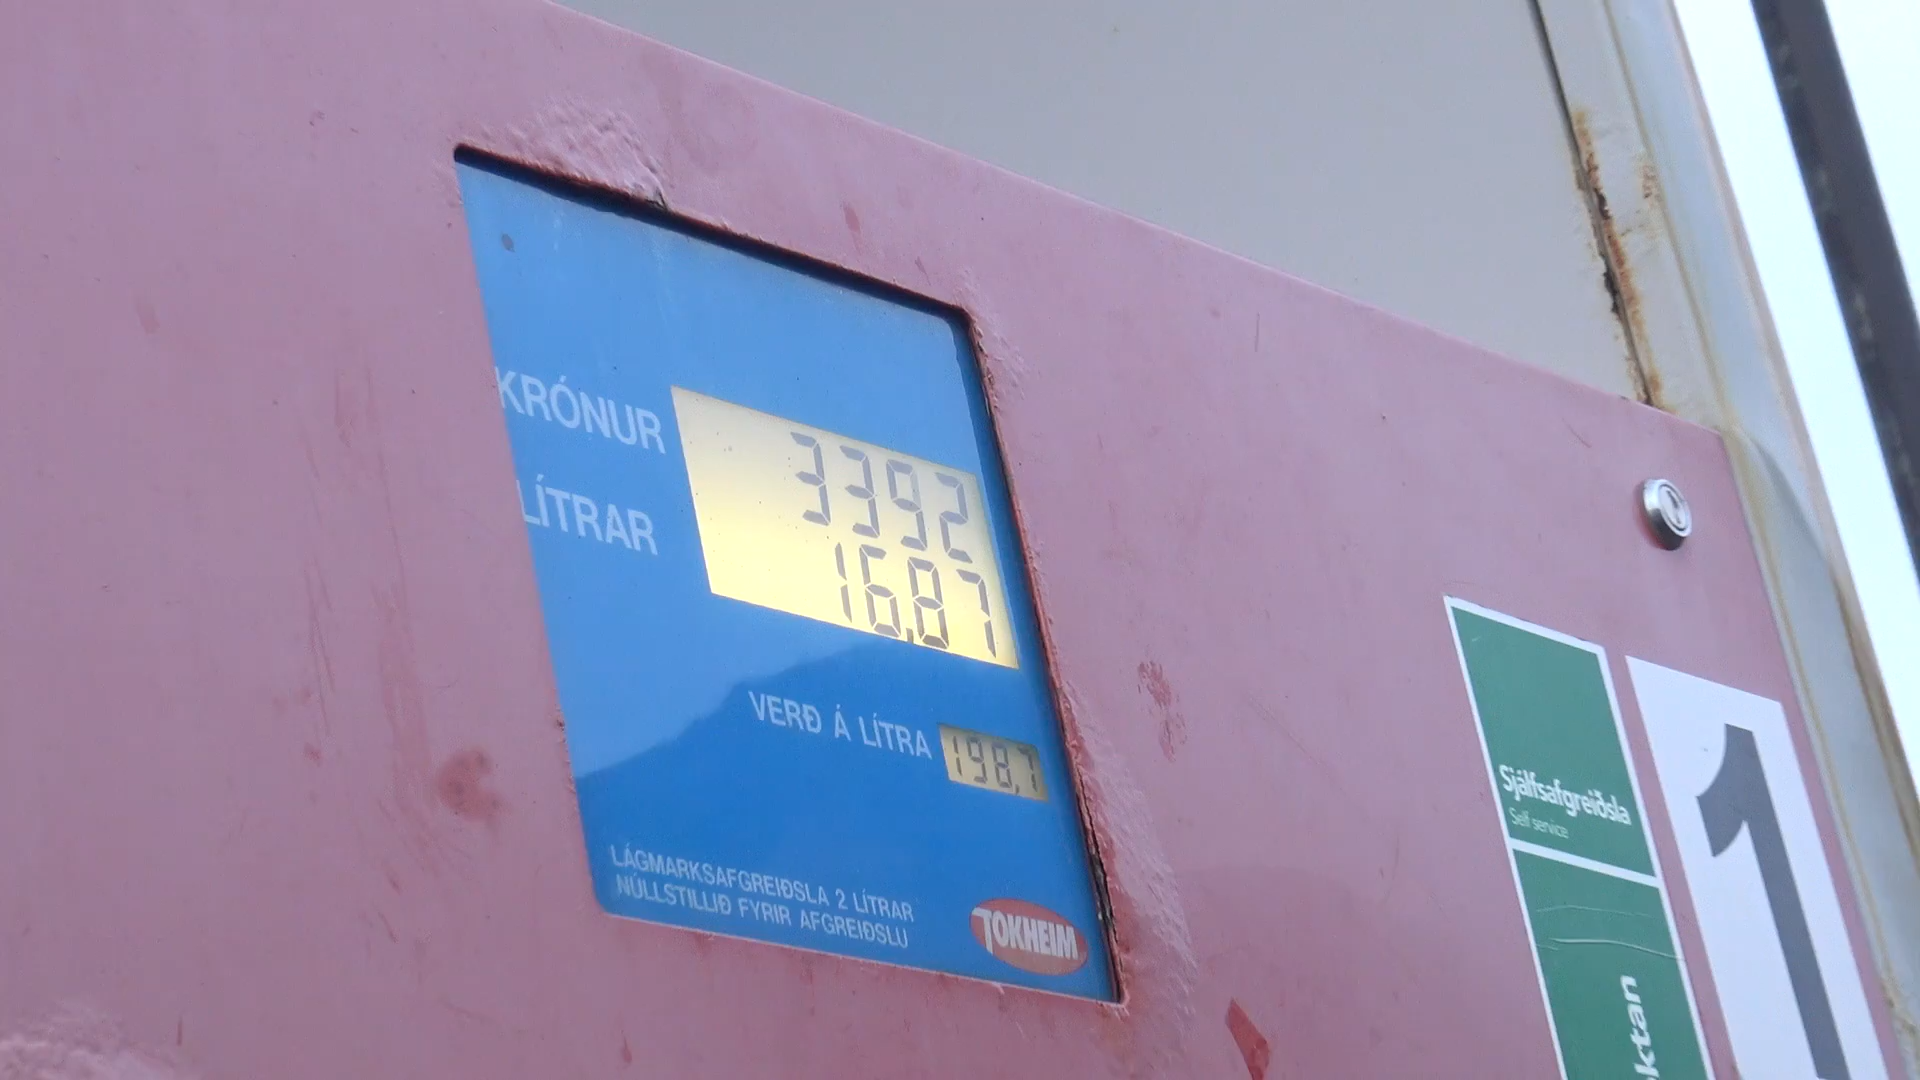 KRÓNUR 3392
LÍTRAR 16,87
VERÐ Á LÍTRA 198,7
LÁGMARKSAFGREIÐSLA 2 LÍTRAR
NÚLLSTILLIÐ FYRIR AFGREIÐSLU
TOKHEIM
Sjálfsafgreiðsla
Self service
ktan
1